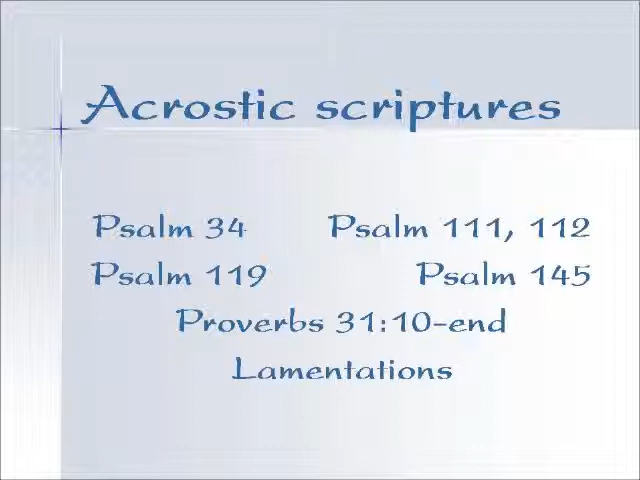 Acrostic scriptures
Psalm 34 Psalm 111, 112
Psalm 119 Psalm 145
Proverbs 31:10-end
Lamentations